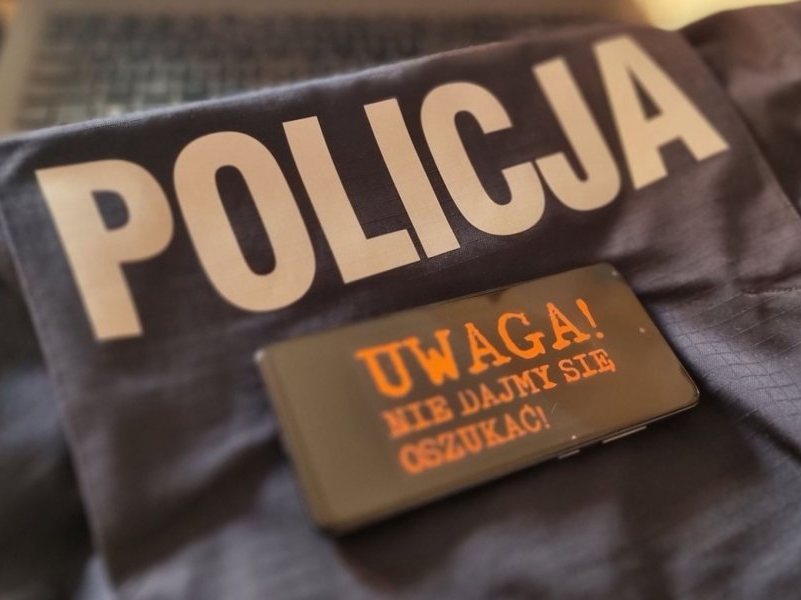 POLICJA
UWAGA!
NIE DAJMY SIĘ
OSZUKAĆ!